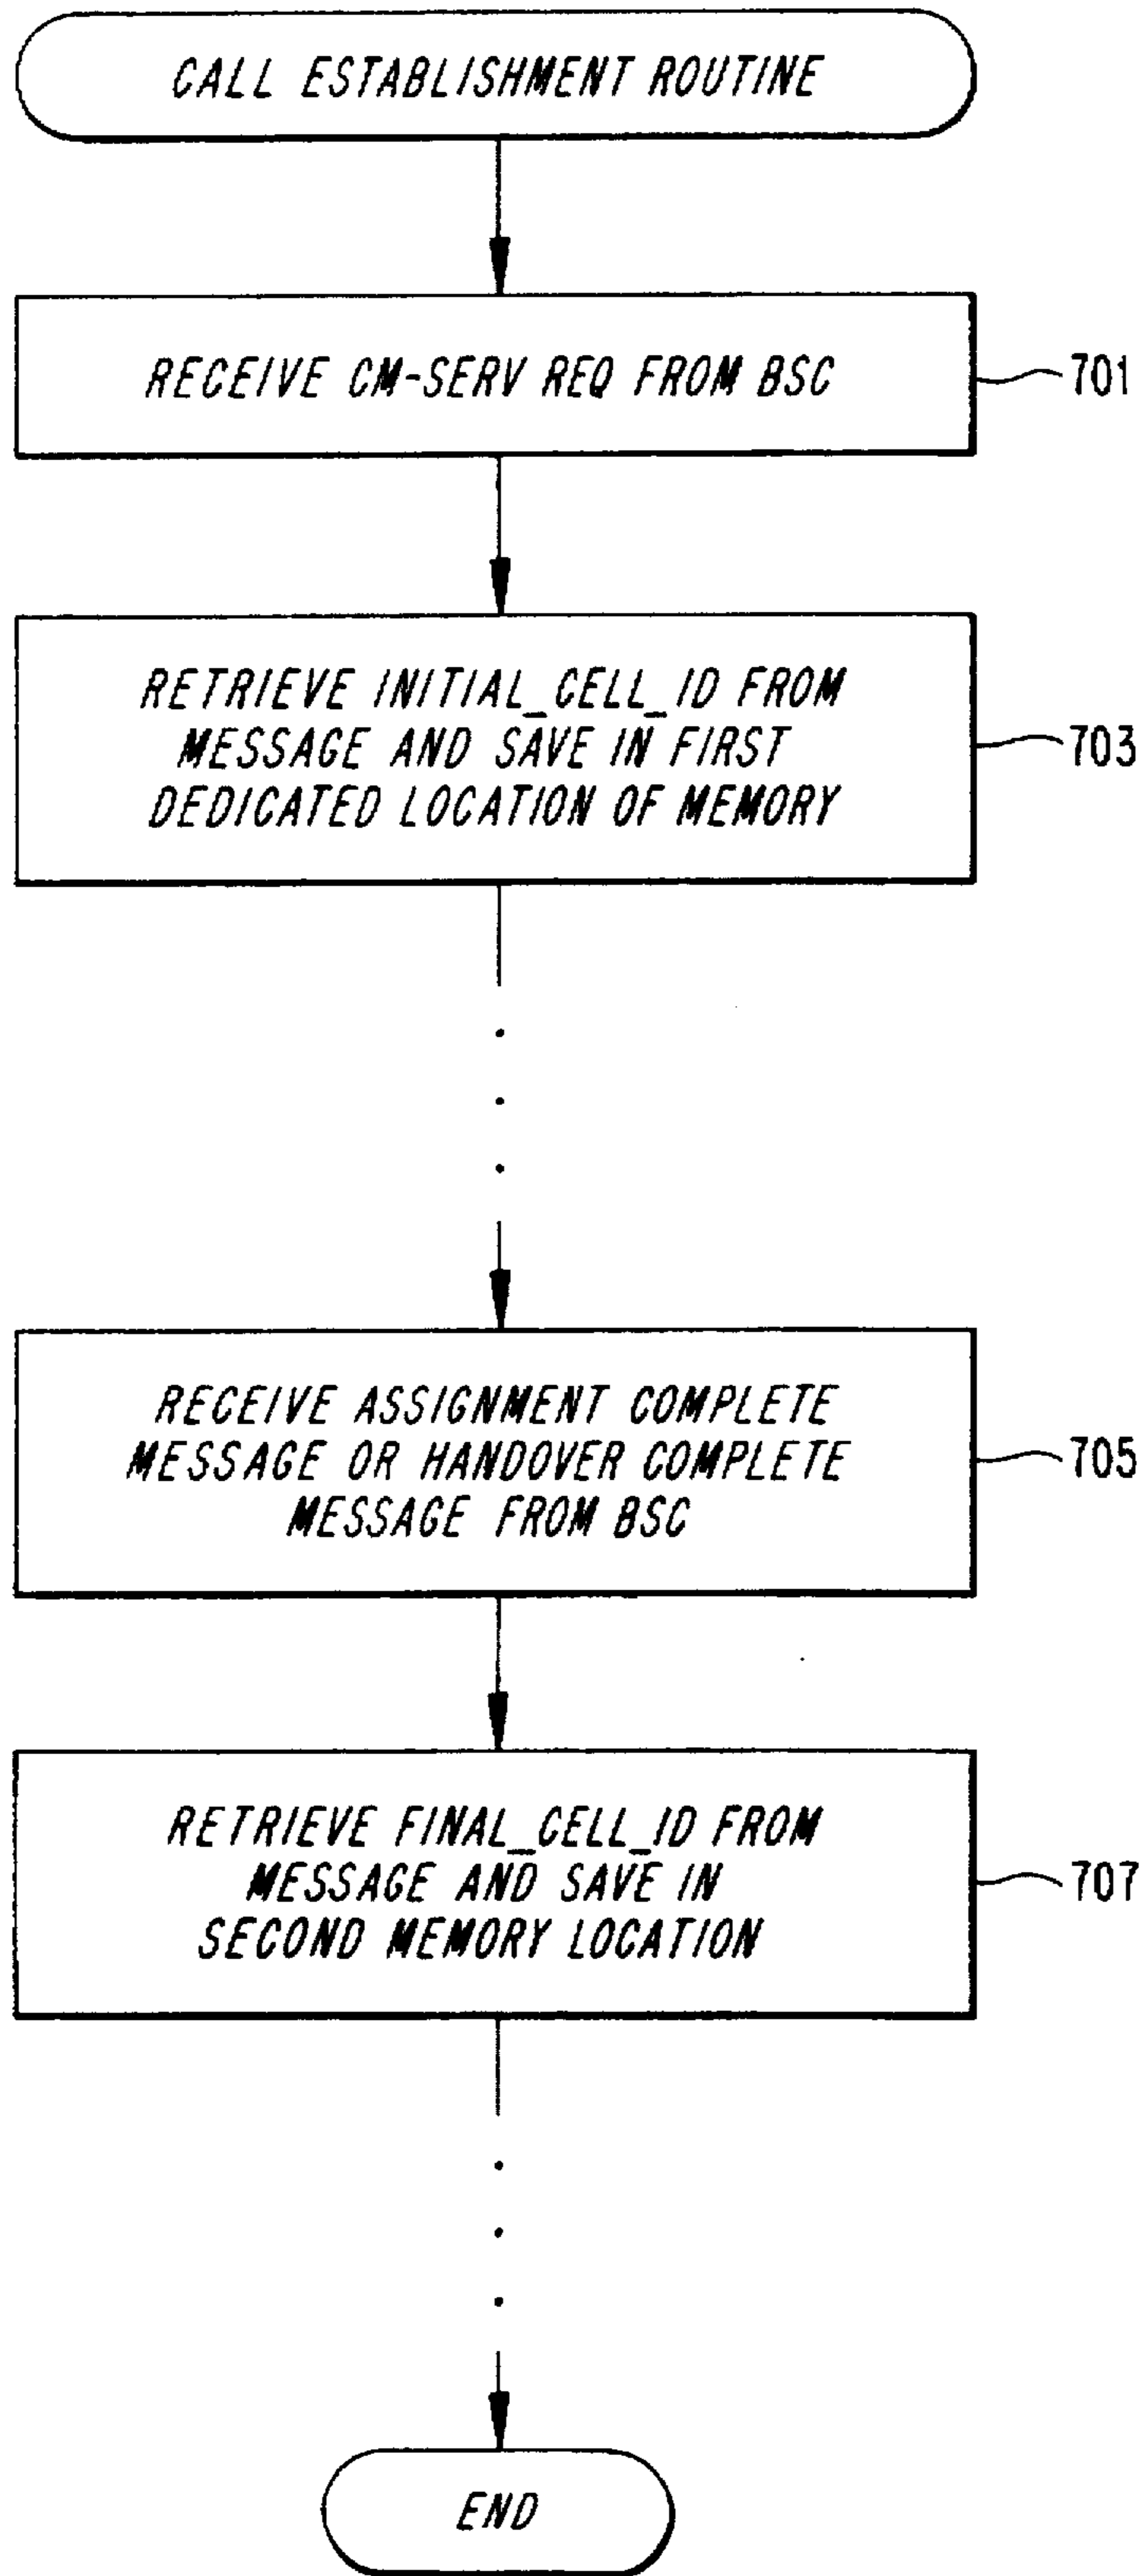 CALL ESTABLISHMENT ROUTINE
RECEIVE CM-SERV REQ FROM BSC
701
RETRIEVE INITIAL_CELL_ID FROM
MESSAGE AND SAVE IN FIRST
DEDICATED LOCATION OF MEMORY
703
RECEIVE ASSIGNMENT COMPLETE
MESSAGE OR HANDOVER COMPLETE
MESSAGE FROM BSC
705
RETRIEVE FINAL_CELL_ID FROM
MESSAGE AND SAVE IN
SECOND MEMORY LOCATION
707
END